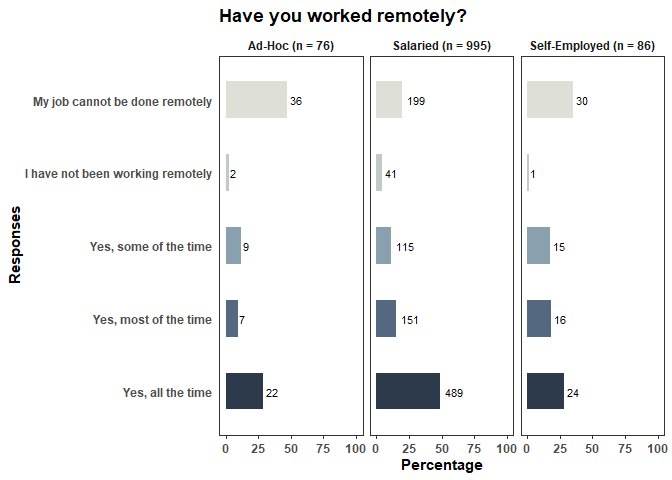 Have you worked remotely?
Ad-Hoc (n = 76) Salaried (n = 995) Self-Employed (n = 86)
My job cannot be done remotely 36 199 30
I have not been working remotely 2 41 1
Yes, some of the time 9 115 15
Yes, most of the time 7 151 16
Yes, all the time 22 489 24
Responses
0 25 50 75 100 0 25 50 75 100 0 25 50 75 100
Percentage